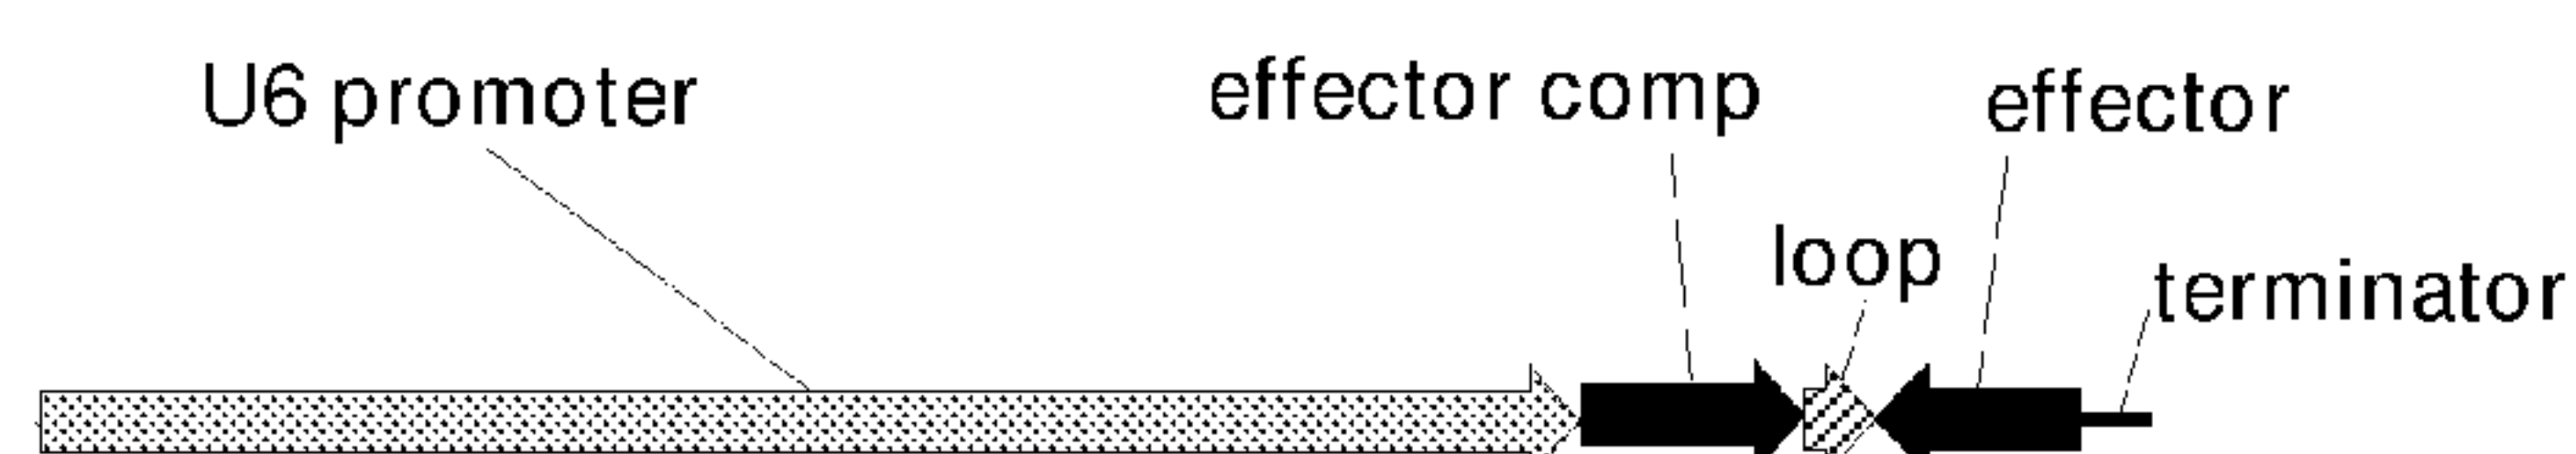 U6 promoter
effector comp
effector
loop
terminator